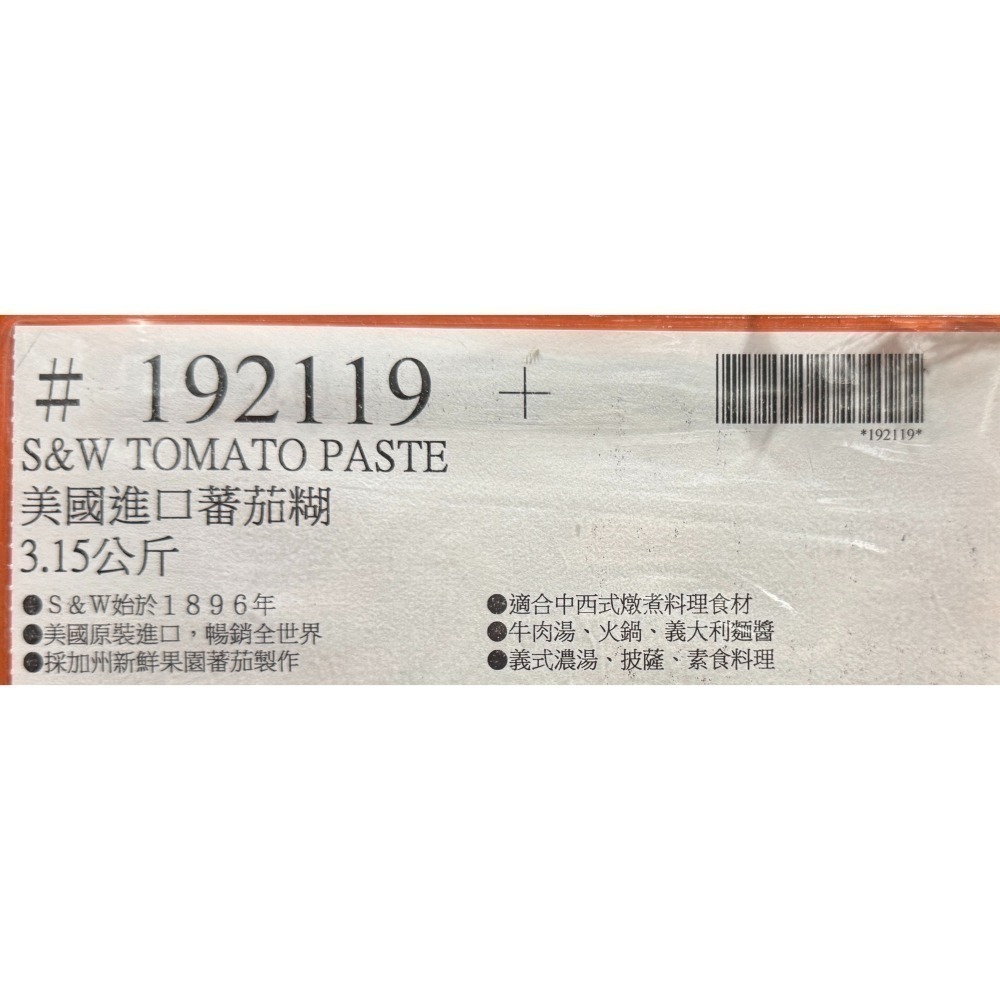 # 192119 +
*192119*
S&W TOMATO PASTE
美國進口蕃茄糊
3.15公斤
●S&W始於1896年
●美國原裝進口，暢銷全世界
●採加州新鮮果園蕃茄製作
●適合中西式燉煮料理食材
●牛肉湯、火鍋、義大利麵醬
●義式濃湯、披薩、素食料理